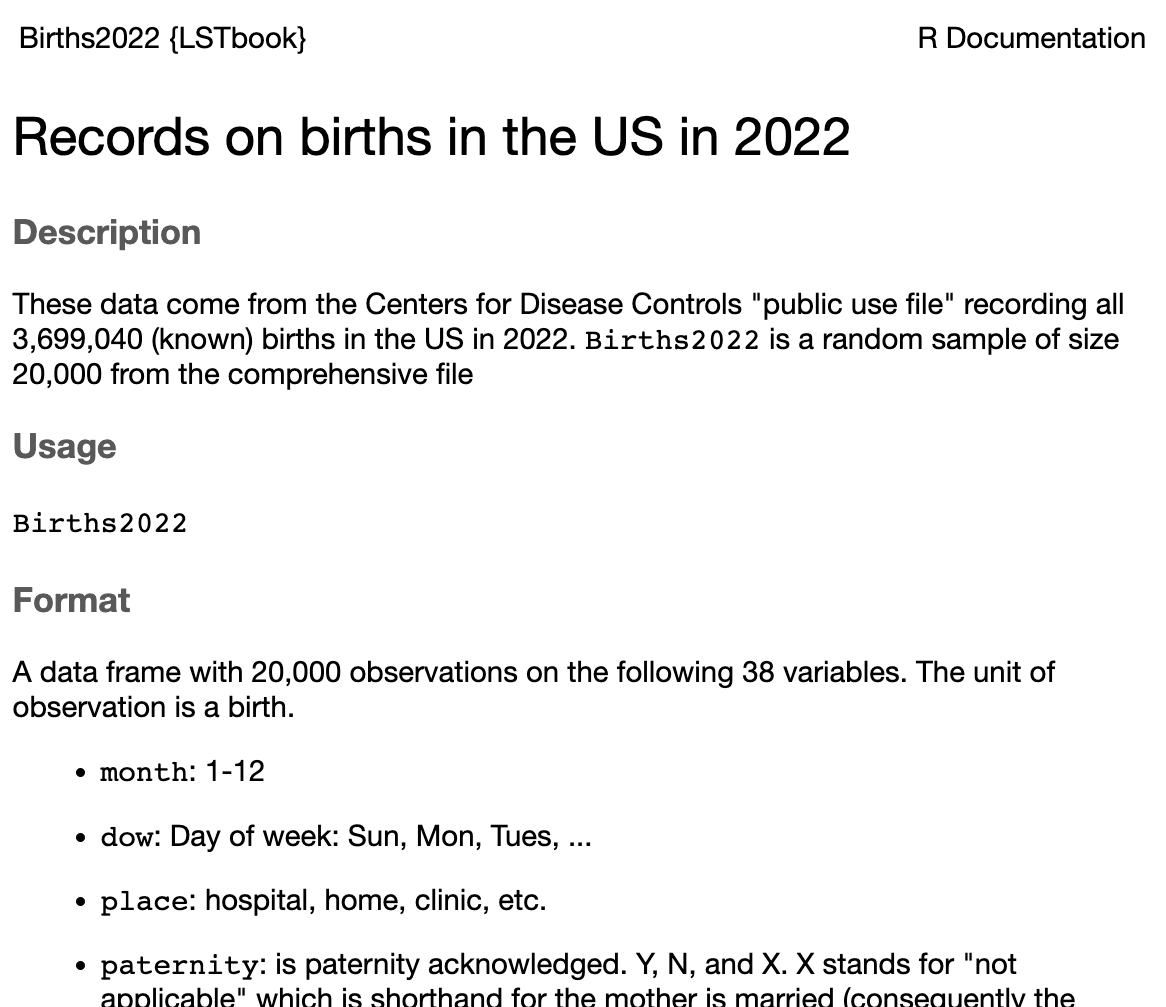 Births2022 {LSTbook} R Documentation
Records on births in the US in 2022
Description
These data come from the Centers for Disease Controls "public use file" recording all
3,699,040 (known) births in the US in 2022. Births2022 is a random sample of size
20,000 from the comprehensive file
Usage
Births2022
Format
A data frame with 20,000 observations on the following 38 variables. The unit of
observation is a birth.
• month: 1-12
• dow: Day of week: Sun, Mon, Tues, ...
• place: hospital, home, clinic, etc.
• paternity: is paternity acknowledged. Y, N, and X. X stands for "not
applicable" which is shorthand for the mother is married (consequently the